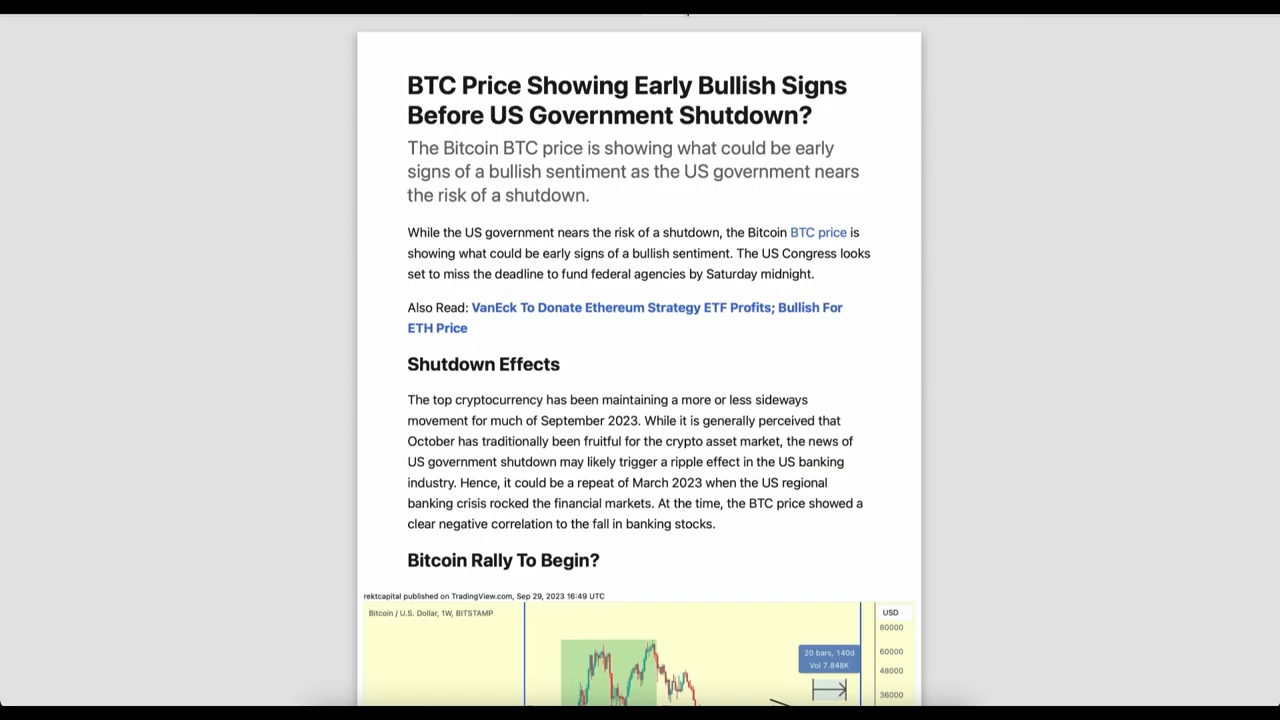 BTC Price Showing Early Bullish Signs
Before US Government Shutdown?
The Bitcoin BTC price is showing what could be early
signs of a bullish sentiment as the US government nears
the risk of a shutdown.
While the US government nears the risk of a shutdown, the Bitcoin BTC price is
showing what could be early signs of a bullish sentiment. The US Congress looks
set to miss the deadline to fund federal agencies by Saturday midnight.
Also Read: VanEck To Donate Ethereum Strategy ETF Profits; Bullish For
ETH Price
Shutdown Effects
The top cryptocurrency has been maintaining a more or less sideways
movement for much of September 2023. While it is generally perceived that
October has traditionally been fruitful for the crypto asset market, the news of
US government shutdown may likely trigger a ripple effect in the US banking
industry. Hence, it could be a repeat of March 2023 when the US regional
banking crisis rocked the financial markets. At the time, the BTC price showed a
clear negative correlation to the fall in banking stocks.
Bitcoin Rally To Begin?
rektcapital published on TradingView.com, Sep 29, 2023 16:49 UTC
Bitcoin / U.S. Dollar, 1W, BITSTAMP
USD
80000
20 bars, 140d
Vol 7.848K
60000
48000
36000